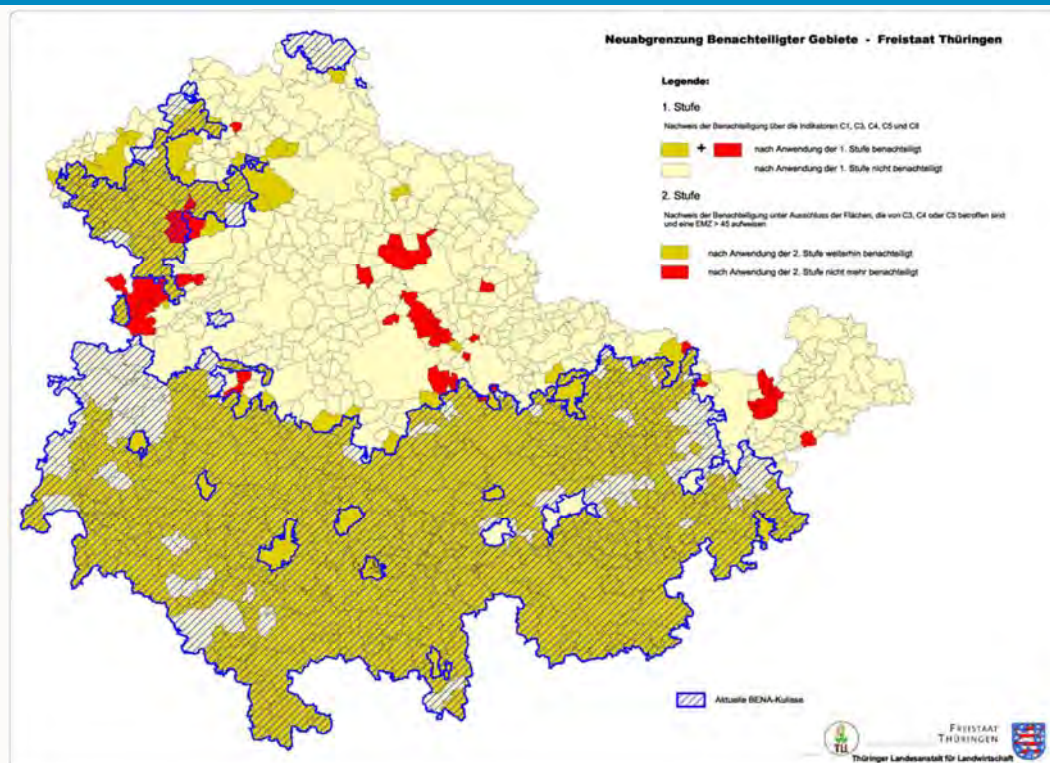 Neuabgrenzung Benachteiligter Gebiete - Freistaat Thüringen
Legende:
1. Stufe
Nachweis der Benachteiligung über die Indikatoren C1, C3, C4, C5 und C8
+ nach Anwendung der 1. Stufe benachteiligt
nach Anwendung der 1. Stufe nicht benachteiligt
2. Stufe
Nachweis der Benachteiligung unter Ausschluss der Flächen, die von C3, C4 oder C5 betroffen sind
und eine EMZ > 45 aufweisen
nach Anwendung der 2. Stufe weiterhin benachteiligt
nach Anwendung der 2. Stufe nicht mehr benachteiligt
Aktuelle BENA-Kulisse
TLL
FREISTAAT
THÜRINGEN
Thüringer Landesanstalt für Landwirtschaft